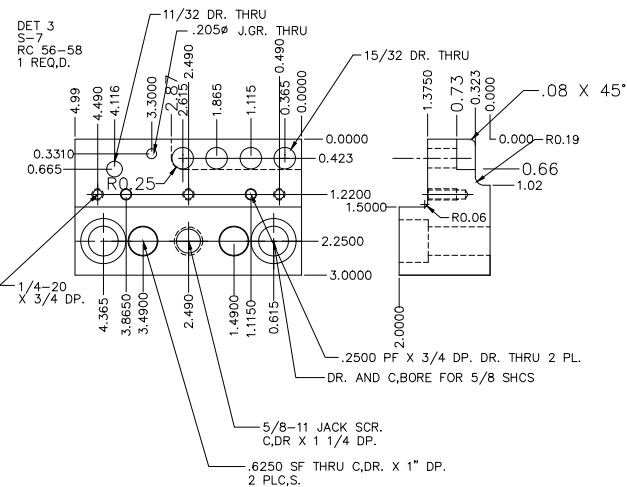 DET 3
S-7
RC 56-58
1 REQ,D.
11/32 DR. THRU
.205ø J.GR. THRU
15/32 DR. THRU
4.99
4.490
4.116
3.3000
2.87
2.615
2.490
1.865
1.115
0.490
0.365
0.0000
0.3310
0.665
R0.25
0.0000
0.423
1.2200
1.5000
2.2500
3.0000
1.3750
0.73
0.323
0.000
.08 X 45°
0.000
R0.19
0.66
1.02
R0.06
2.0000
1/4-20
X 3/4 DP.
4.365
3.8650
3.4900
2.490
1.4900
1.1150
0.615
.2500 PF X 3/4 DP. DR. THRU 2 PL.
DR. AND C,BORE FOR 5/8 SHCS
5/8-11 JACK SCR.
C,DR X 1 1/4 DP.
.6250 SF THRU C,DR. X 1" DP.
2 PLC,S.